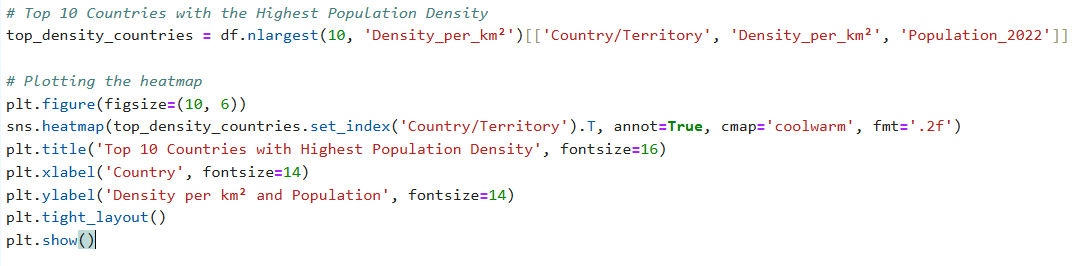 # Top 10 Countries with the Highest Population Density
top_density_countries = df.nlargest(10, 'Density_per_km²')[['Country/Territory', 'Density_per_km²', 'Population_2022']]
# Plotting the heatmap
plt.figure(figsize=(10, 6))
sns.heatmap(top_density_countries.set_index('Country/Territory').T, annot=True, cmap='coolwarm', fmt='.2f')
plt.title('Top 10 Countries with Highest Population Density', fontsize=16)
plt.xlabel('Country', fontsize=14)
plt.ylabel('Density per km² and Population', fontsize=14)
plt.tight_layout()
plt.show()